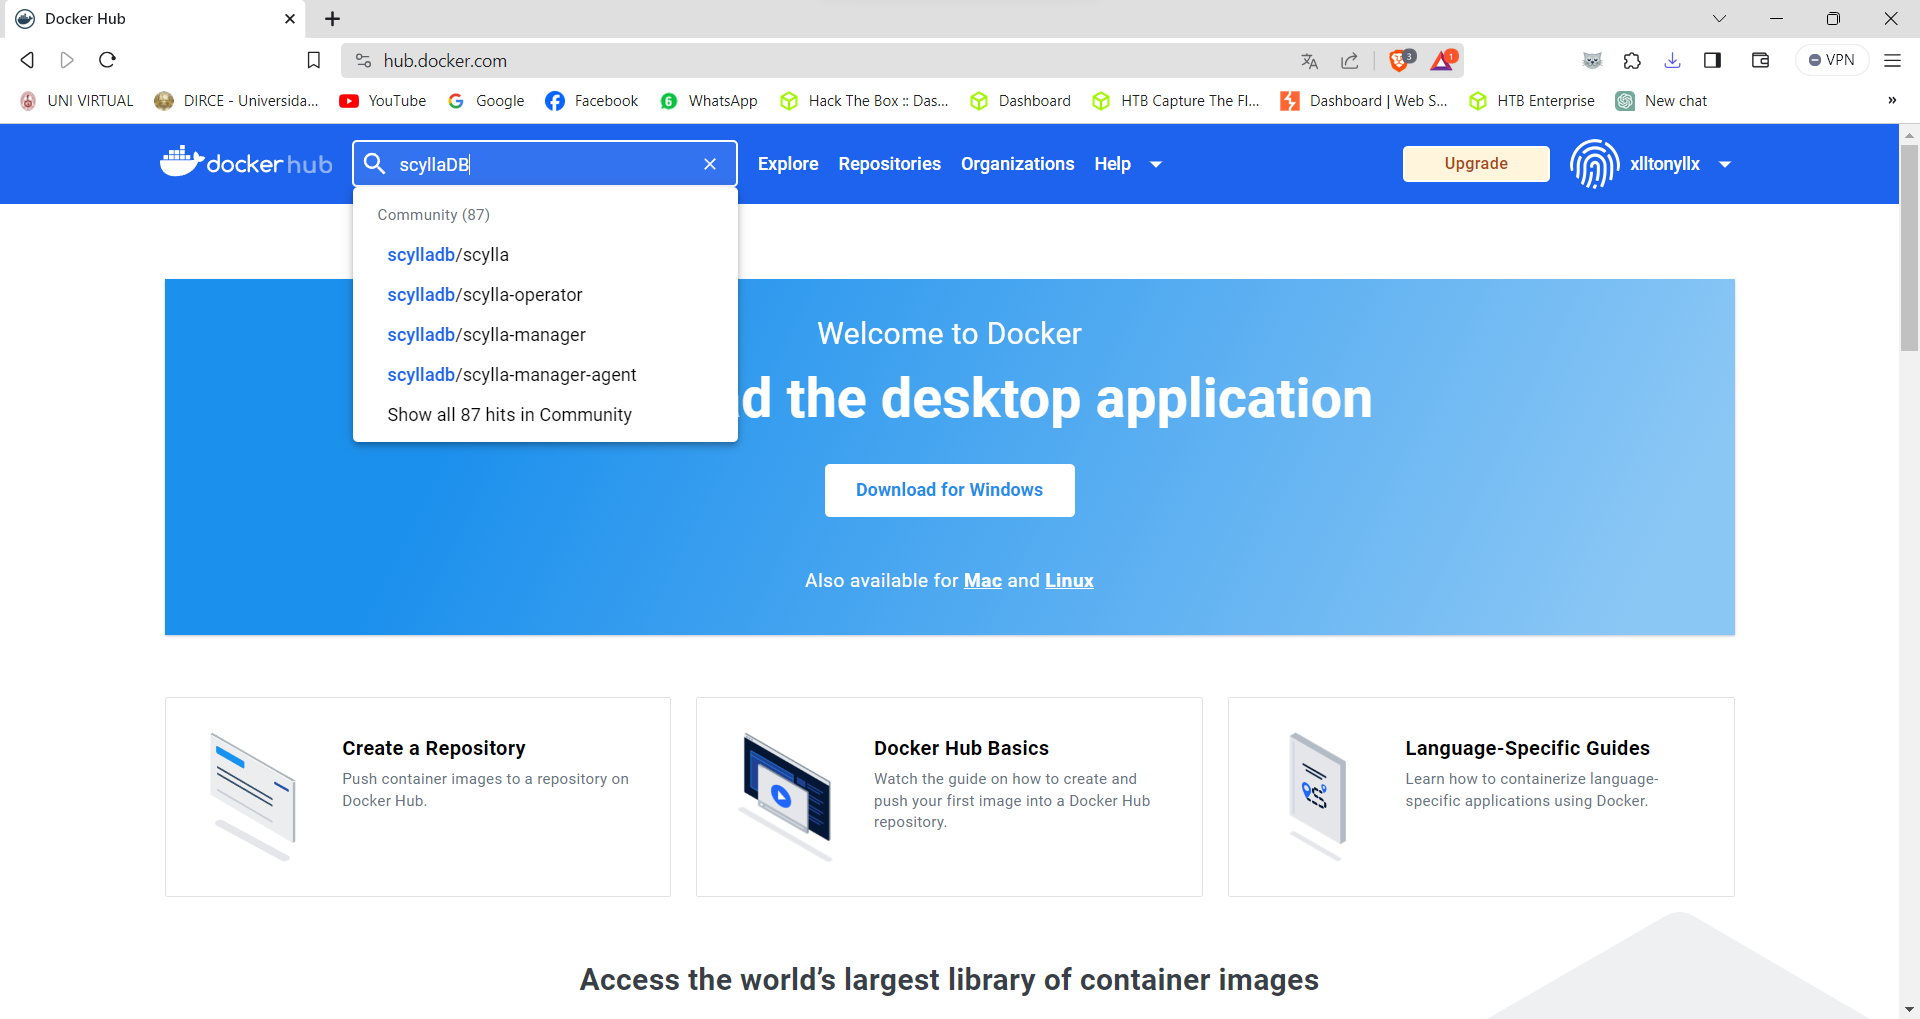 Docker Hub
hub.docker.com
3
1
VPN
UNI VIRTUAL
DIRCE - Universida...
YouTube
Google
Facebook
6
WhatsApp
Hack The Box :: Das...
Dashboard
HTB Capture The Fl...
Dashboard | Web S...
HTB Enterprise
New chat
»
docker hub
scyllaDB
Explore
Repositories
Organizations
Help
Upgrade
xlltonyllx
Community (87)
scylladb/scylla
scylladb/scylla-operator
scylladb/scylla-manager
scylladb/scylla-manager-agent
Show all 87 hits in Community
Welcome to Docker
d the desktop application
Download for Windows
Also available for Mac and Linux
Create a Repository
Push container images to a repository on
Docker Hub.
Docker Hub Basics
Watch the guide on how to create and
push your first image into a Docker Hub
repository.
Language-Specific Guides
Learn how to containerize language-
specific applications using Docker.
Access the world’s largest library of container images